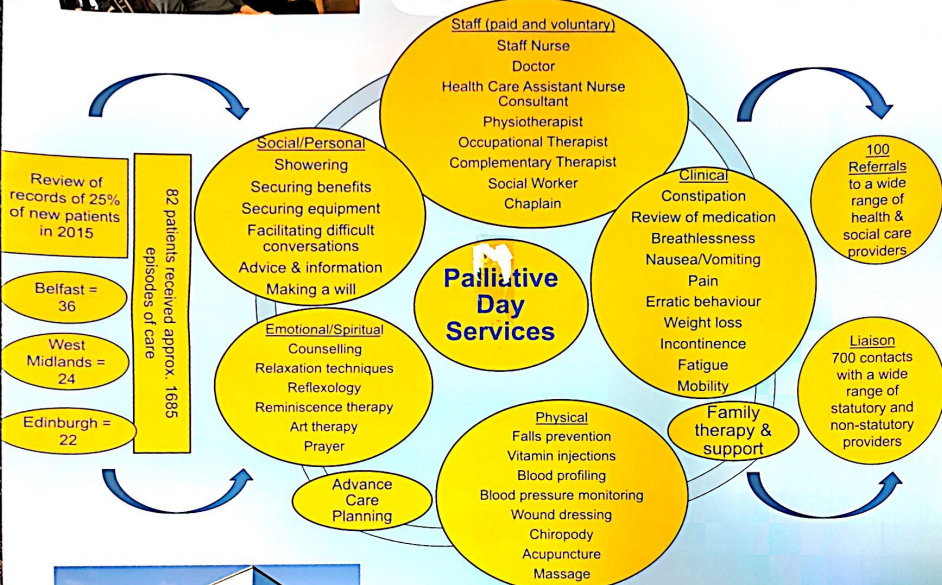 Staff (paid and voluntary)
Staff Nurse
Doctor
Health Care Assistant Nurse
Consultant
Physiotherapist
Occupational Therapist
Complementary Therapist
Social Worker
Chaplain
Review of
records of 25%
of new patients
in 2015
Belfast =
36
West
Midlands =
24
Edinburgh =
22
82 patients received approx. 1685
episodes of care
Social/Personal
Showering
Securing benefits
Securing equipment
Facilitating difficult
conversations
Advice & information
Making a will
Emotional/Spiritual
Counselling
Relaxation techniques
Reflexology
Reminiscence therapy
Art therapy
Prayer
Advance
Care
Planning
Palliative
Day
Services
Clinical
Constipation
Review of medication
Breathlessness
Nausea/Vomiting
Pain
Erratic behaviour
Weight loss
Incontinence
Fatigue
Mobility
Family
therapy &
support
Physical
Falls prevention
Vitamin injections
Blood profiling
Blood pressure monitoring
Wound dressing
Chiropody
Acupuncture
Massage
100
Referrals
to a wide
range of
health &
social care
providers
Liaison
700 contacts
with a wide
range of
statutory and
non-statutory
providers